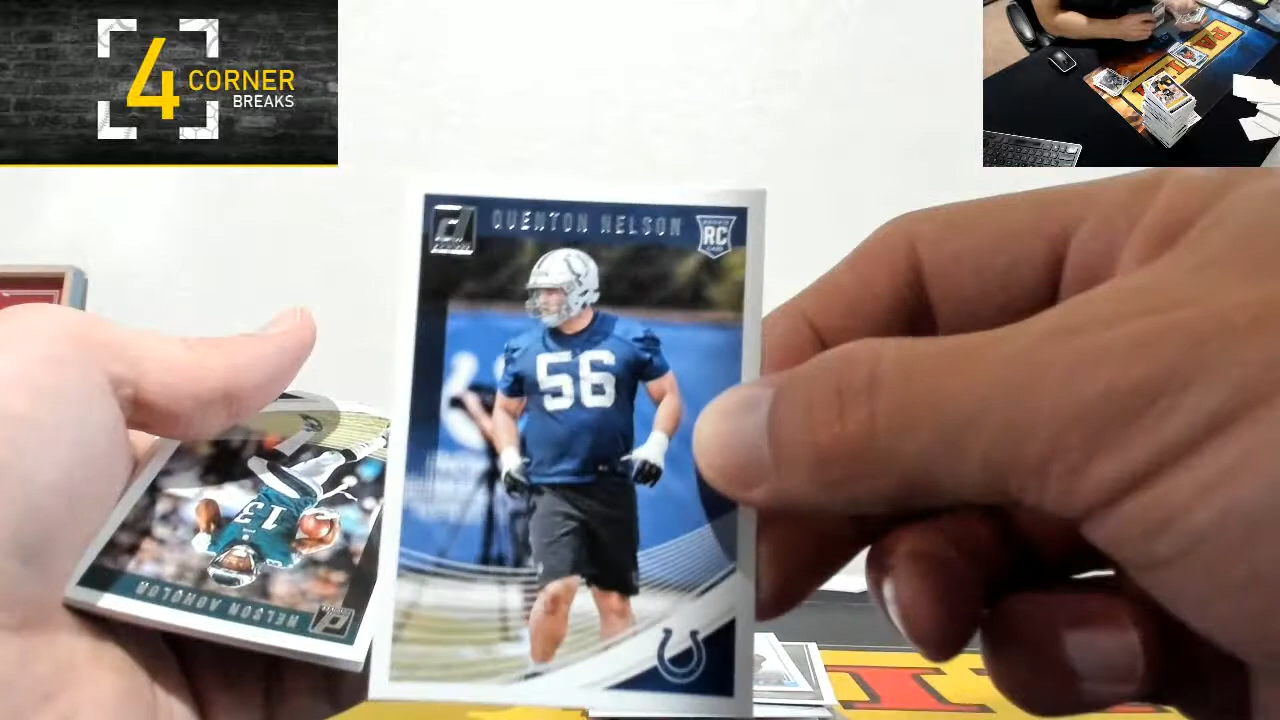 4 CORNER
BREAKS
QUENTON NELSON
RC
56
13
NELSON AGHOLOR